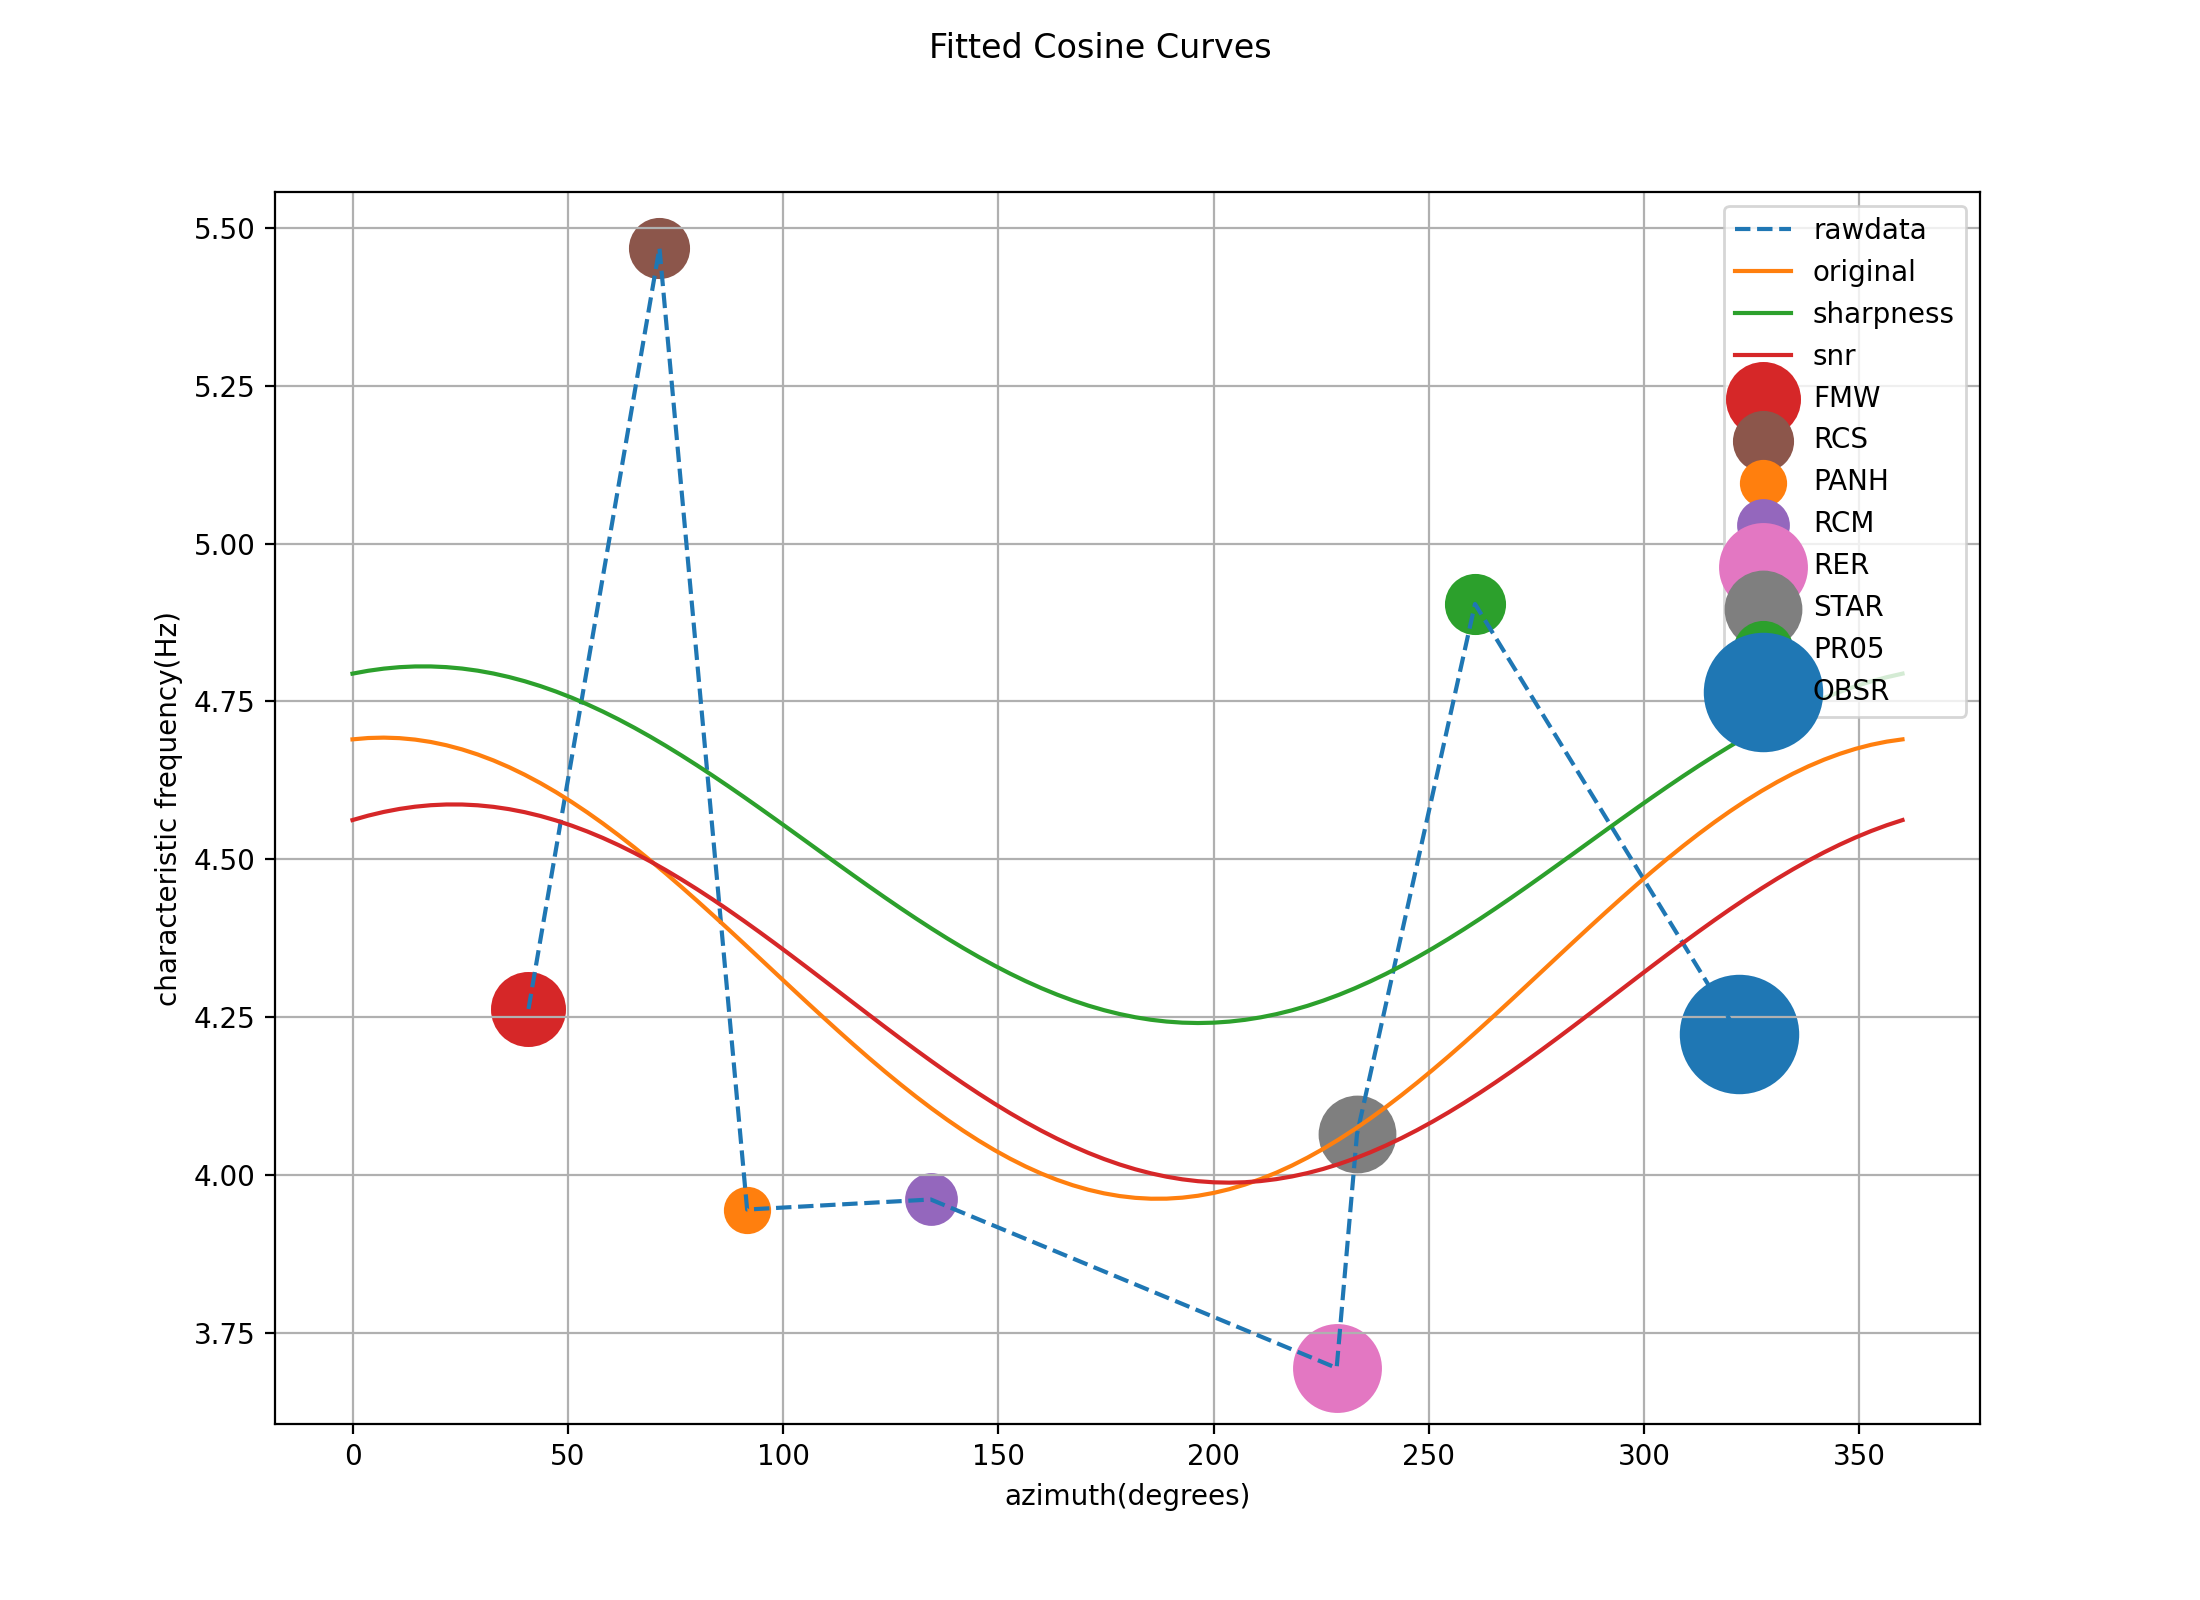 Fitted Cosine Curves
characteristic frequency(Hz)
5.50
5.25
5.00
4.75
4.50
4.25
4.00
3.75
rawdata
original
sharpness
snr
FMW
RCS
PANH
RCM
RER
STAR
PR05
OBSR
0 50 100 150 200 250 300 350
azimuth(degrees)